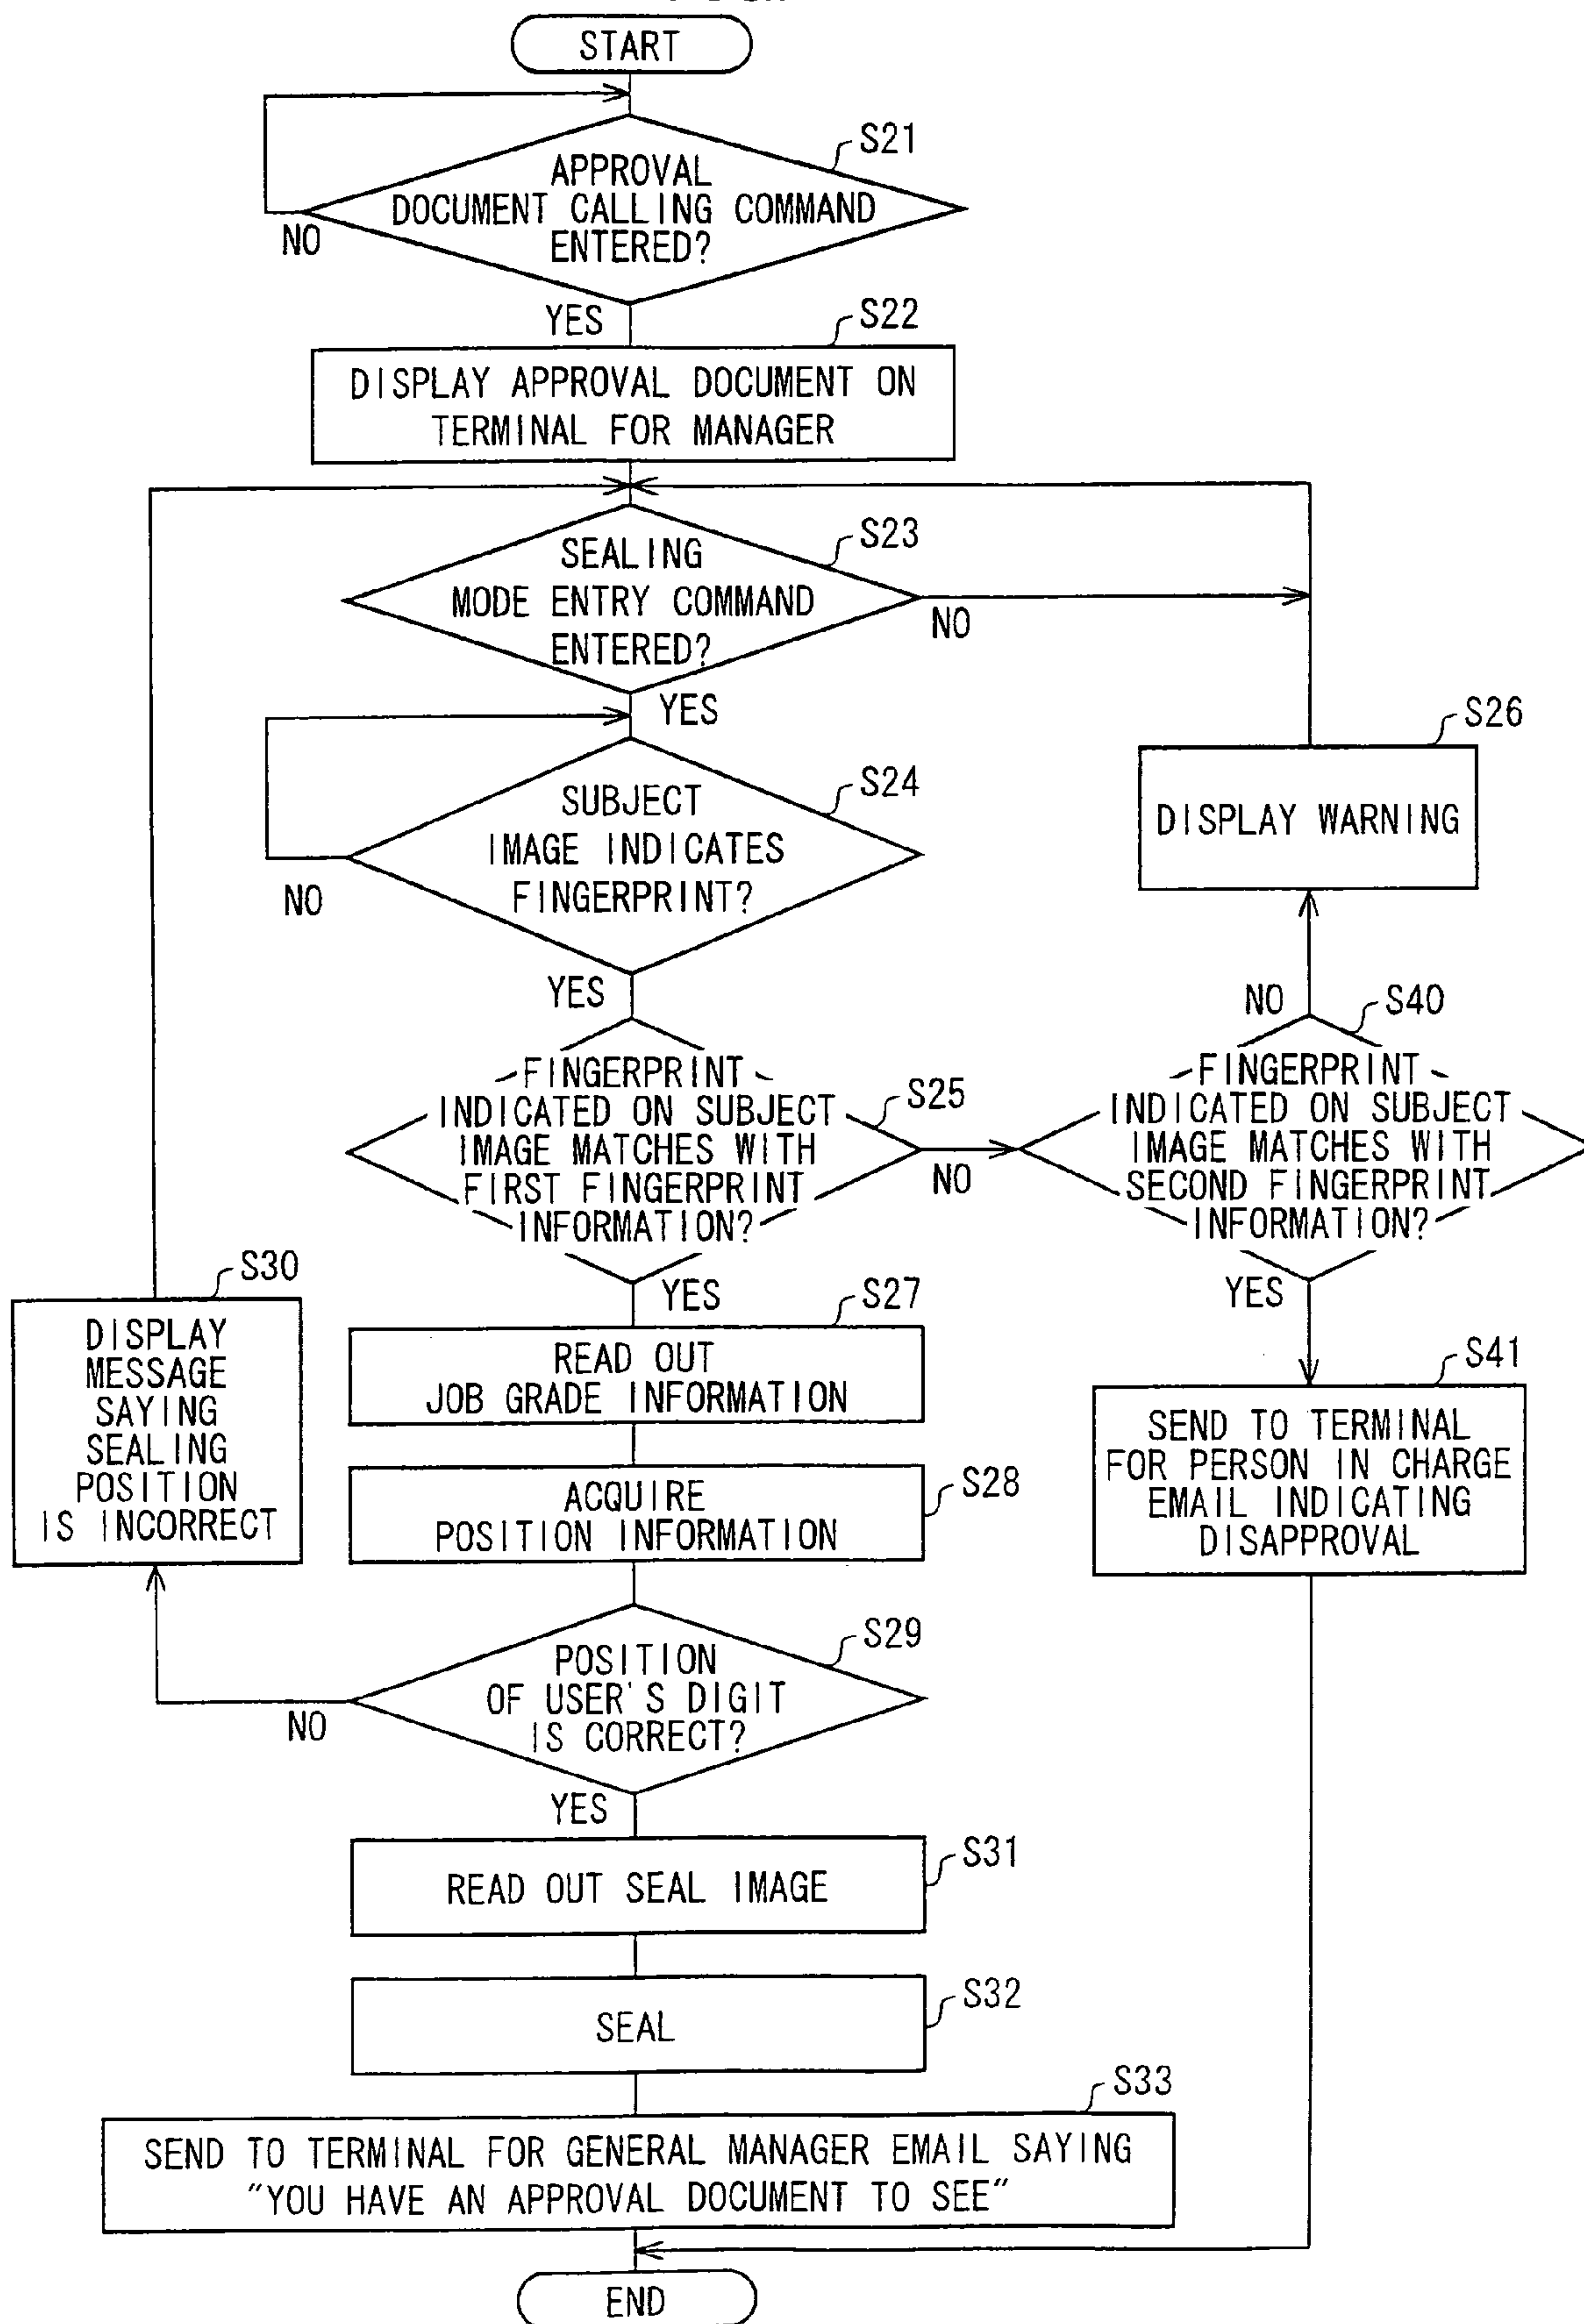 START
S21
APPROVAL
DOCUMENT CALLING COMMAND
ENTERED?
NO
YES
S22
DISPLAY APPROVAL DOCUMENT ON
TERMINAL FOR MANAGER
S23
SEALING
MODE ENTRY COMMAND
ENTERED?
NO
YES
S24
SUBJECT
IMAGE INDICATES
FINGERPRINT?
NO
YES
S26
DISPLAY WARNING
S25
FINGERPRINT
INDICATED ON SUBJECT
IMAGE MATCHES WITH
FIRST FINGERPRINT
INFORMATION?
NO
YES
NO
S40
FINGERPRINT
INDICATED ON SUBJECT
IMAGE MATCHES WITH
SECOND FINGERPRINT
INFORMATION?
YES
S30
DISPLAY
MESSAGE
SAYING
SEALING
POSITION
IS INCORRECT
S27
READ OUT
JOB GRADE INFORMATION
S28
ACQUIRE
POSITION INFORMATION
S41
SEND TO TERMINAL
FOR PERSON IN CHARGE
EMAIL INDICATING
DISAPPROVAL
S29
POSITION
OF USER'S DIGIT
IS CORRECT?
NO
YES
S31
READ OUT SEAL IMAGE
S32
SEAL
S33
SEND TO TERMINAL FOR GENERAL MANAGER EMAIL SAYING
"YOU HAVE AN APPROVAL DOCUMENT TO SEE"
END